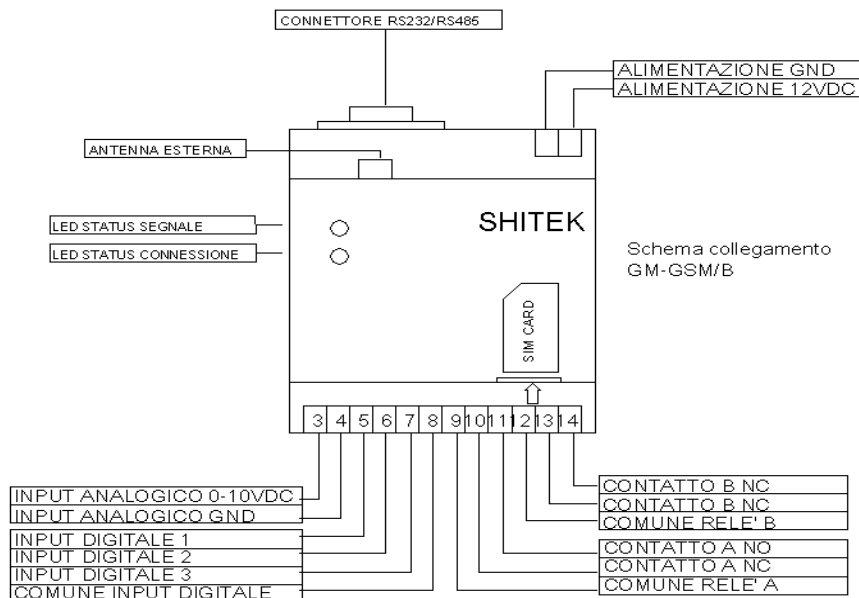 CONNETTORE RS232/RS485
ALIMENTAZIONE GND
ALIMENTAZIONE 12VDC
ANTENNA ESTERNA
LED STATUS SEGNALE
LED STATUS CONNESSIONE
SHITEK
Schema collegamento
GM-GSM/B
SIM CARD
3 4 5 6 7 8 9 10 11 12 13 14
INPUT ANALOGICO 0-10VDC
INPUT ANALOGICO GND
INPUT DIGITALE 1
INPUT DIGITALE 2
INPUT DIGITALE 3
COMUNE INPUT DIGITALE
CONTATTO B NC
CONTATTO B NC
COMUNE RELE' B
CONTATTO A NO
CONTATTO A NC
COMUNE RELE' A